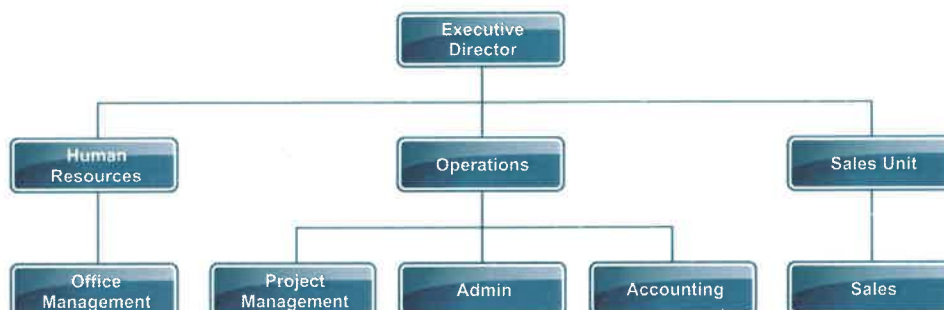 Executive
Director
Human
Resources
Operations
Sales Unit
Office
Management
Project
Management
Admin
Accounting
Sales